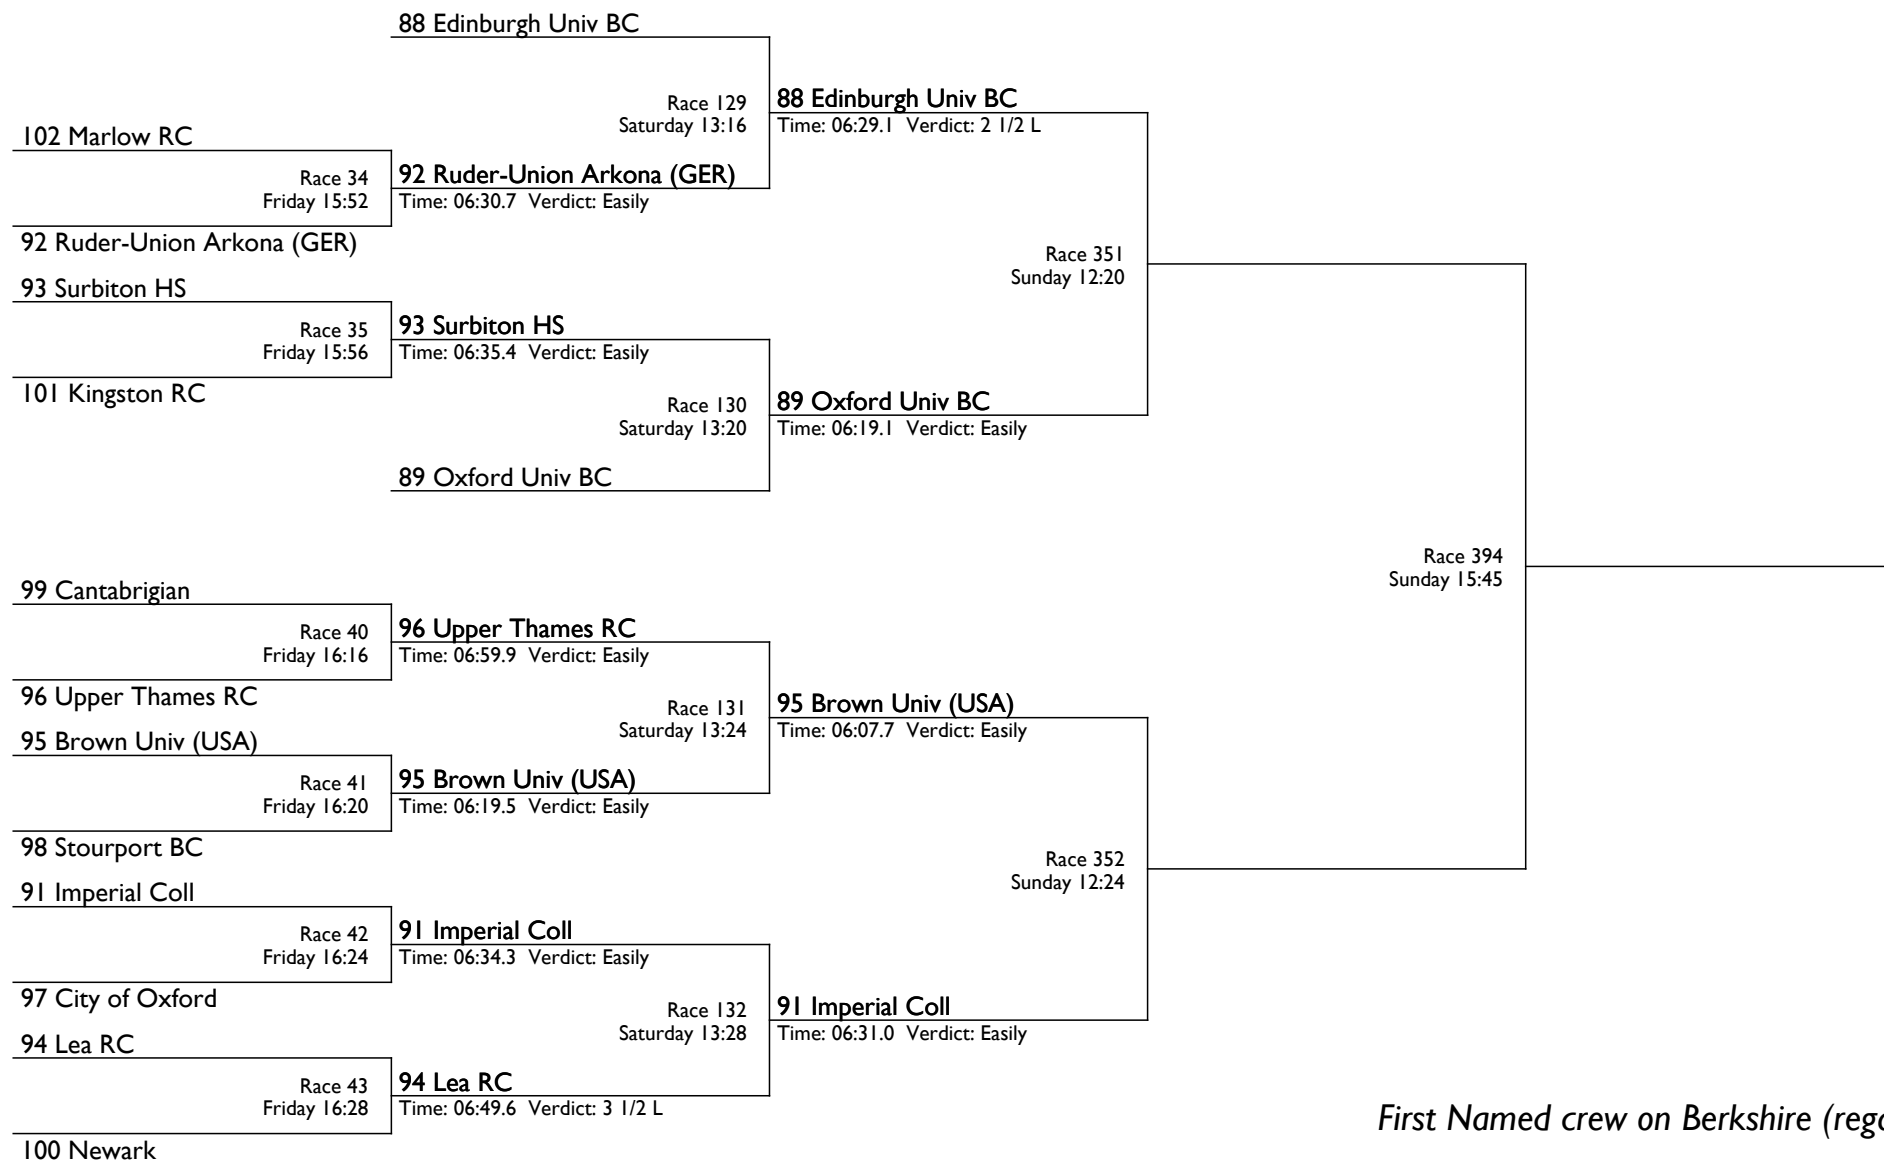 88 Edinburgh Univ BC
Race 129
Saturday 13:16
88 Edinburgh Univ BC
Time: 06:29.1 Verdict: 2 1/2 L
102 Marlow RC
Race 34
Friday 15:52
92 Ruder-Union Arkona (GER)
Time: 06:30.7 Verdict: Easily
92 Ruder-Union Arkona (GER)
Race 351
Sunday 12:20
93 Surbiton HS
Race 35
Friday 15:56
93 Surbiton HS
Time: 06:35.4 Verdict: Easily
101 Kingston RC
Race 130
Saturday 13:20
89 Oxford Univ BC
Time: 06:19.1 Verdict: Easily
89 Oxford Univ BC
Race 394
Sunday 15:45
99 Cantabrigian
Race 40
Friday 16:16
96 Upper Thames RC
Time: 06:59.9 Verdict: Easily
96 Upper Thames RC
Race 131
Saturday 13:24
95 Brown Univ (USA)
Time: 06:07.7 Verdict: Easily
95 Brown Univ (USA)
Race 41
Friday 16:20
95 Brown Univ (USA)
Time: 06:19.5 Verdict: Easily
98 Stourport BC
Race 352
Sunday 12:24
91 Imperial Coll
Race 42
Friday 16:24
91 Imperial Coll
Time: 06:34.3 Verdict: Easily
97 City of Oxford
Race 132
Saturday 13:28
91 Imperial Coll
Time: 06:31.0 Verdict: Easily
94 Lea RC
Race 43
Friday 16:28
94 Lea RC
Time: 06:49.6 Verdict: 3 1/2 L
100 Newark
First Named crew on Berkshire